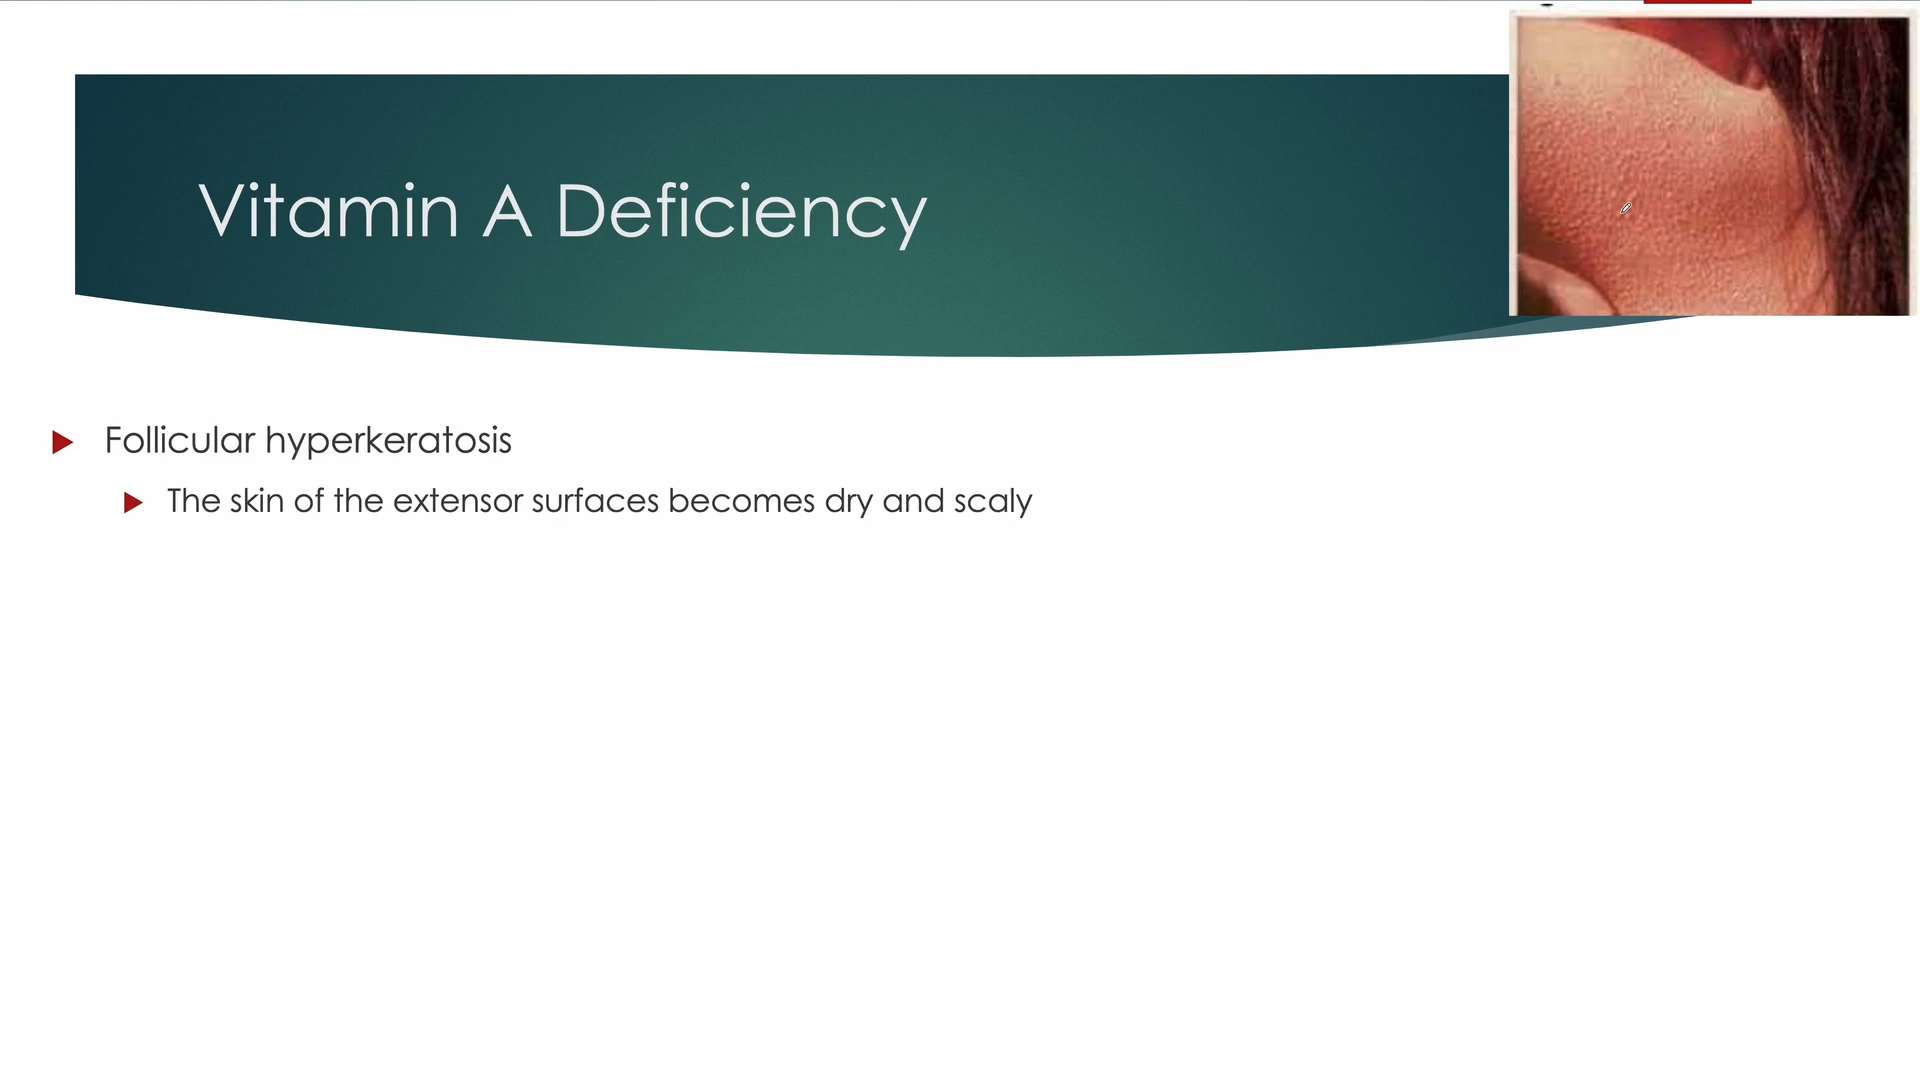 Vitamin A Deficiency
Follicular hyperkeratosis
The skin of the extensor surfaces becomes dry and scaly